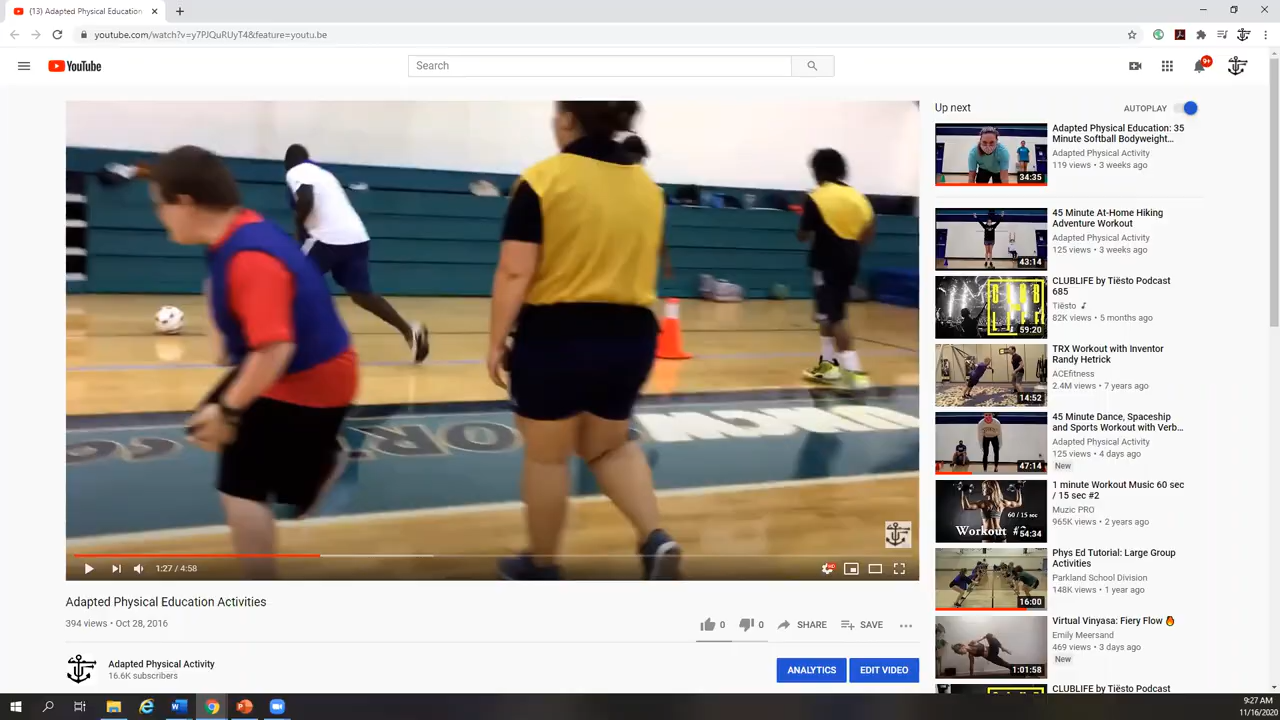 (13) Adapted Physical Education
youtube.com/watch?v=y7PJQuRUyT4&feature=youtu.be
YouTube
Search
9+
Up next
AUTOPLAY
34:35
Adapted Physical Education: 35
Minute Softball Bodyweight...
Adapted Physical Activity
119 views • 3 weeks ago
43:14
45 Minute At-Home Hiking
Adventure Workout
Adapted Physical Activity
125 views • 3 weeks ago
59:20
CLUBLIFE by Tiësto Podcast
685
Tiësto
82K views • 5 months ago
14:52
TRX Workout with Inventor
Randy Hetrick
ACEfitness
2.4M views • 7 years ago
47:14
45 Minute Dance, Spaceship
and Sports Workout with Verb...
Adapted Physical Activity
125 views • 4 days ago
New
60 / 15 sec
Workout #2
54:34
1 minute Workout Music 60 sec
/ 15 sec #2
Muzic PRO
965K views • 2 years ago
16:00
Phys Ed Tutorial: Large Group
Activities
Parkland School Division
148K views • 1 year ago
1:01:58
Virtual Vinyasa: Fiery Flow
Emily Meersand
469 views • 3 days ago
New
CLUBLIFE by Tiësto Podcast
1:27 / 4:58
HD
Adapted Physical Education Activities
394 views • Oct 28, 2016
0
0
SHARE
SAVE
Adapted Physical Activity
16.6K subscribers
ANALYTICS
EDIT VIDEO
9:27 AM
11/16/2020